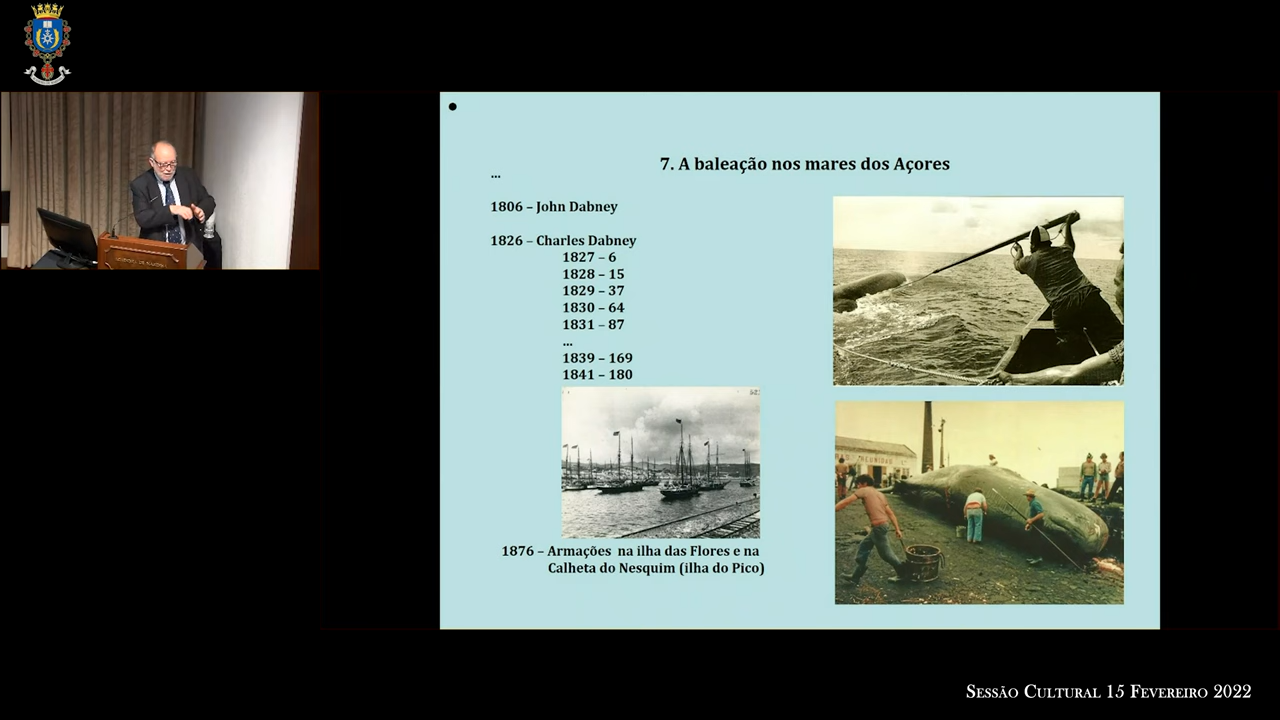 7. A baleação nos mares dos Açores
...
1806 – John Dabney
1826 – Charles Dabney
1827 – 6
1828 – 15
1829 – 37
1830 – 64
1831 – 87
...
1839 – 169
1841 – 180
1876 – Armações na ilha das Flores e na
Calheta do Nesquim (ilha do Pico)
Sessão Cultural 15 Fevereiro 2022